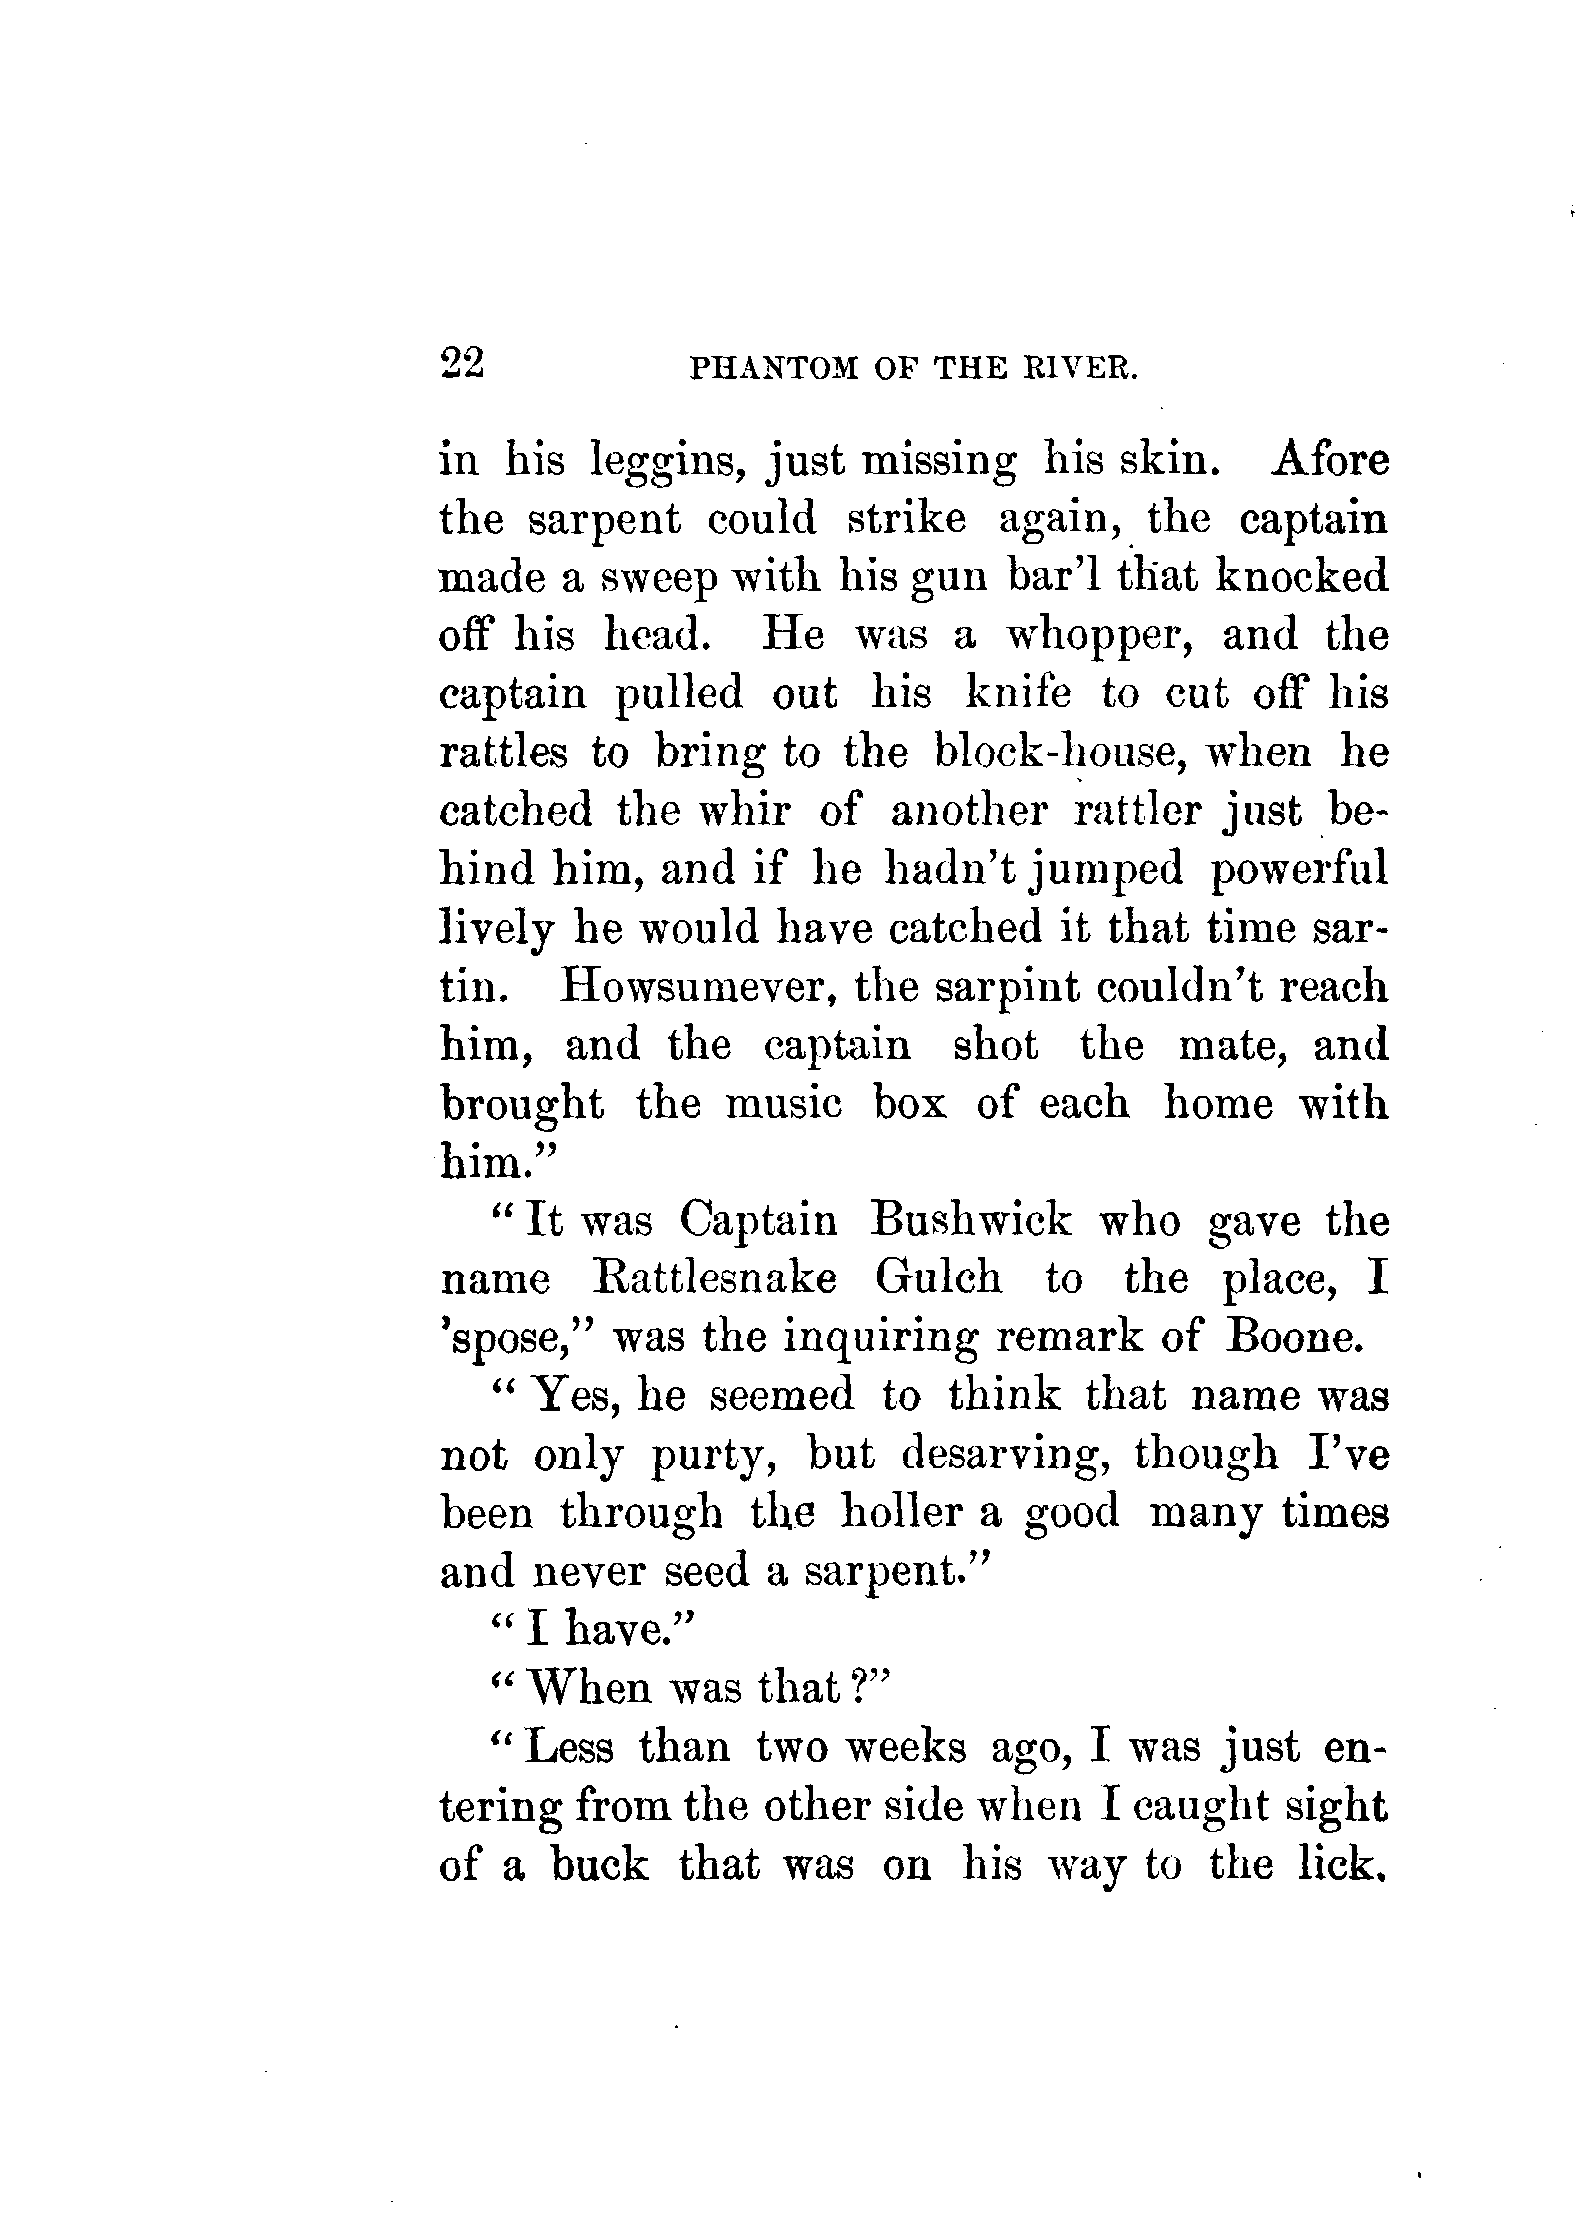 22 PHANTOM OF THE RIVER.
in his leggins, just missing his skin. Afore
the sarpent could strike again, the captain
made a sweep with his gun bar'l that knocked
off his head. He was a whopper, and the
captain pulled out his knife to cut off his
rattles to bring to the block-house, when he
catched the whir of another rattler just be-
hind him, and if he hadn't jumped powerful
lively he would have catched it that time sar-
tin. Howsumever, the sarpint couldn't reach
him, and the captain shot the mate, and
brought the music box of each home with
him."
"It was Captain Bushwick who gave the
name Rattlesnake Gulch to the place, I
'spose," was the inquiring remark of Boone.
"Yes, he seemed to think that name was
not only purty, but desarving, though I've
been through the holler a good many times
and never seed a sarpent."
"I have."
"When was that?"
"Less than two weeks ago, I was just en-
tering from the other side when I caught sight
of a buck that was on his way to the lick.